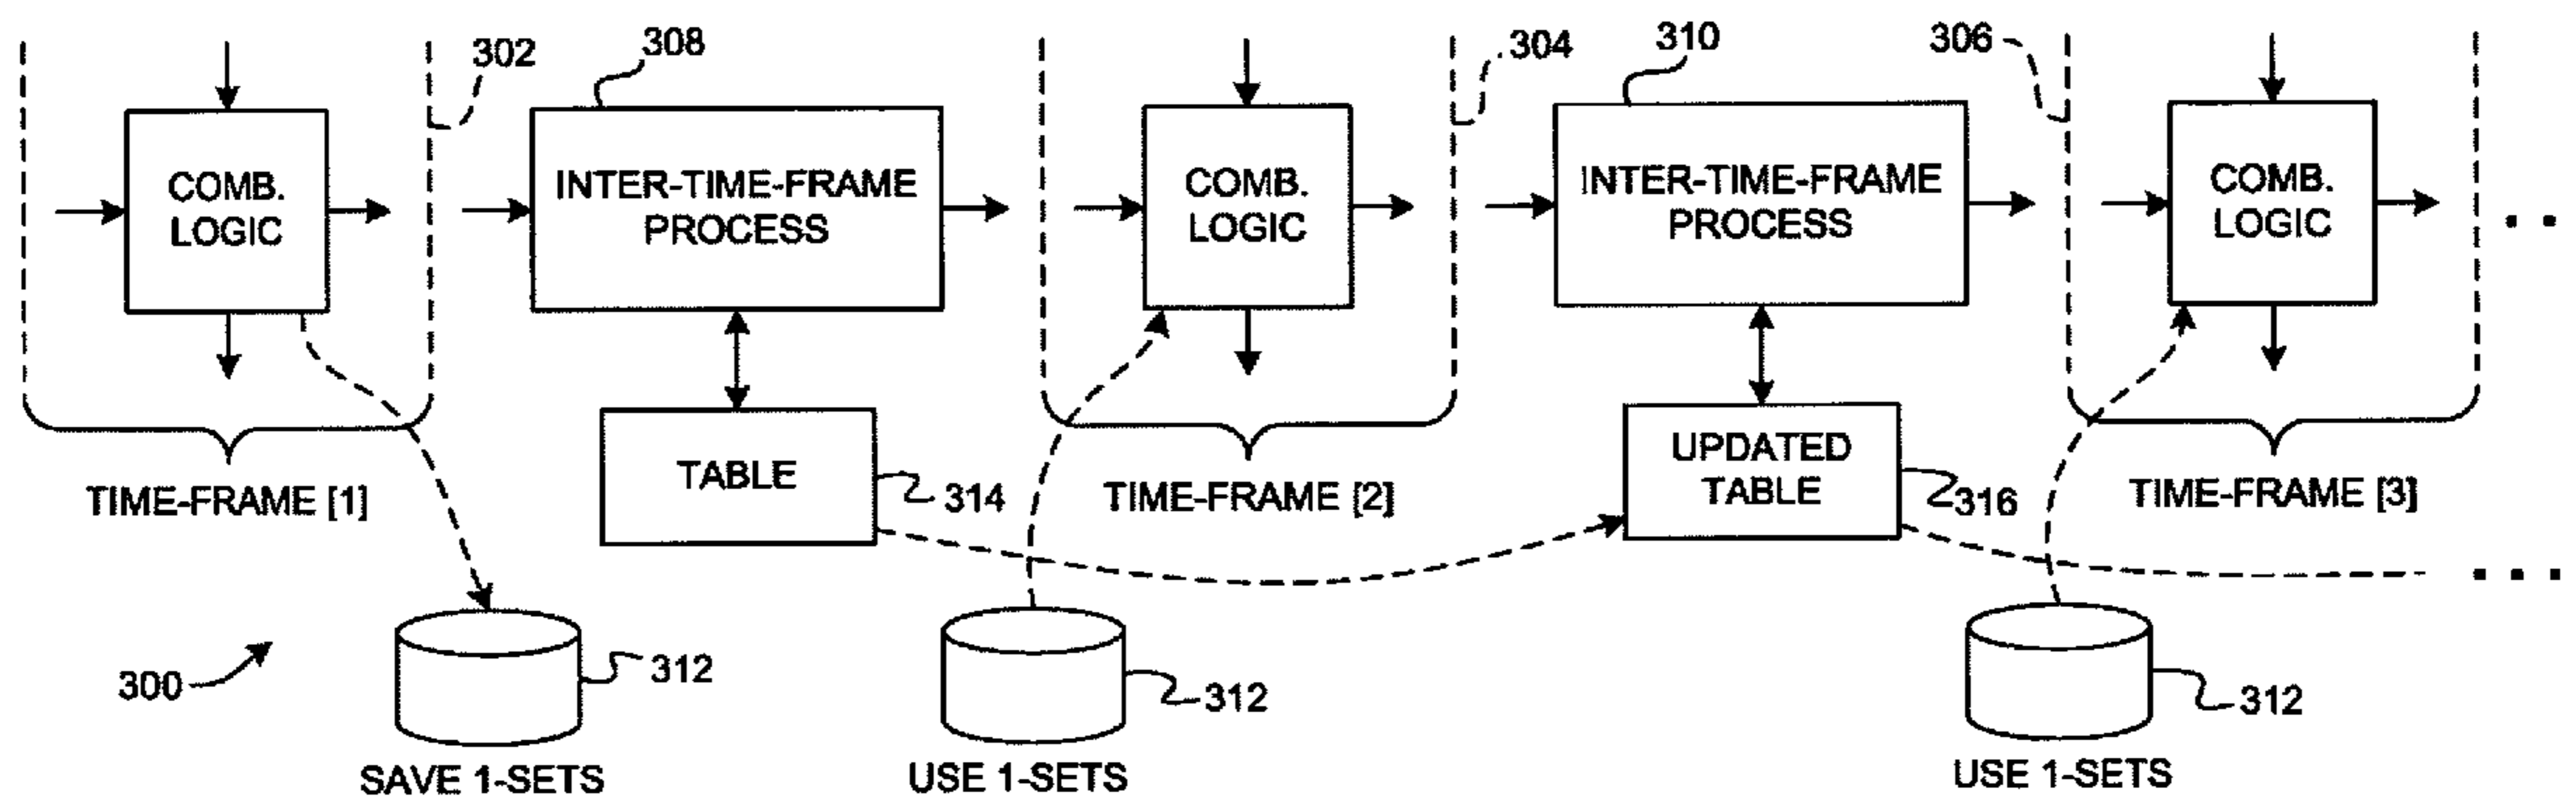 302
308
304
310
306
COMB.
LOGIC
INTER-TIME-FRAME
PROCESS
COMB.
LOGIC
INTER-TIME-FRAME
PROCESS
COMB.
LOGIC
. .
TIME-FRAME [1]
TABLE
314
TIME-FRAME [2]
UPDATED
TABLE
316
TIME-FRAME [3]
. . .
300
312
312
312
SAVE 1-SETS
USE 1-SETS
USE 1-SETS